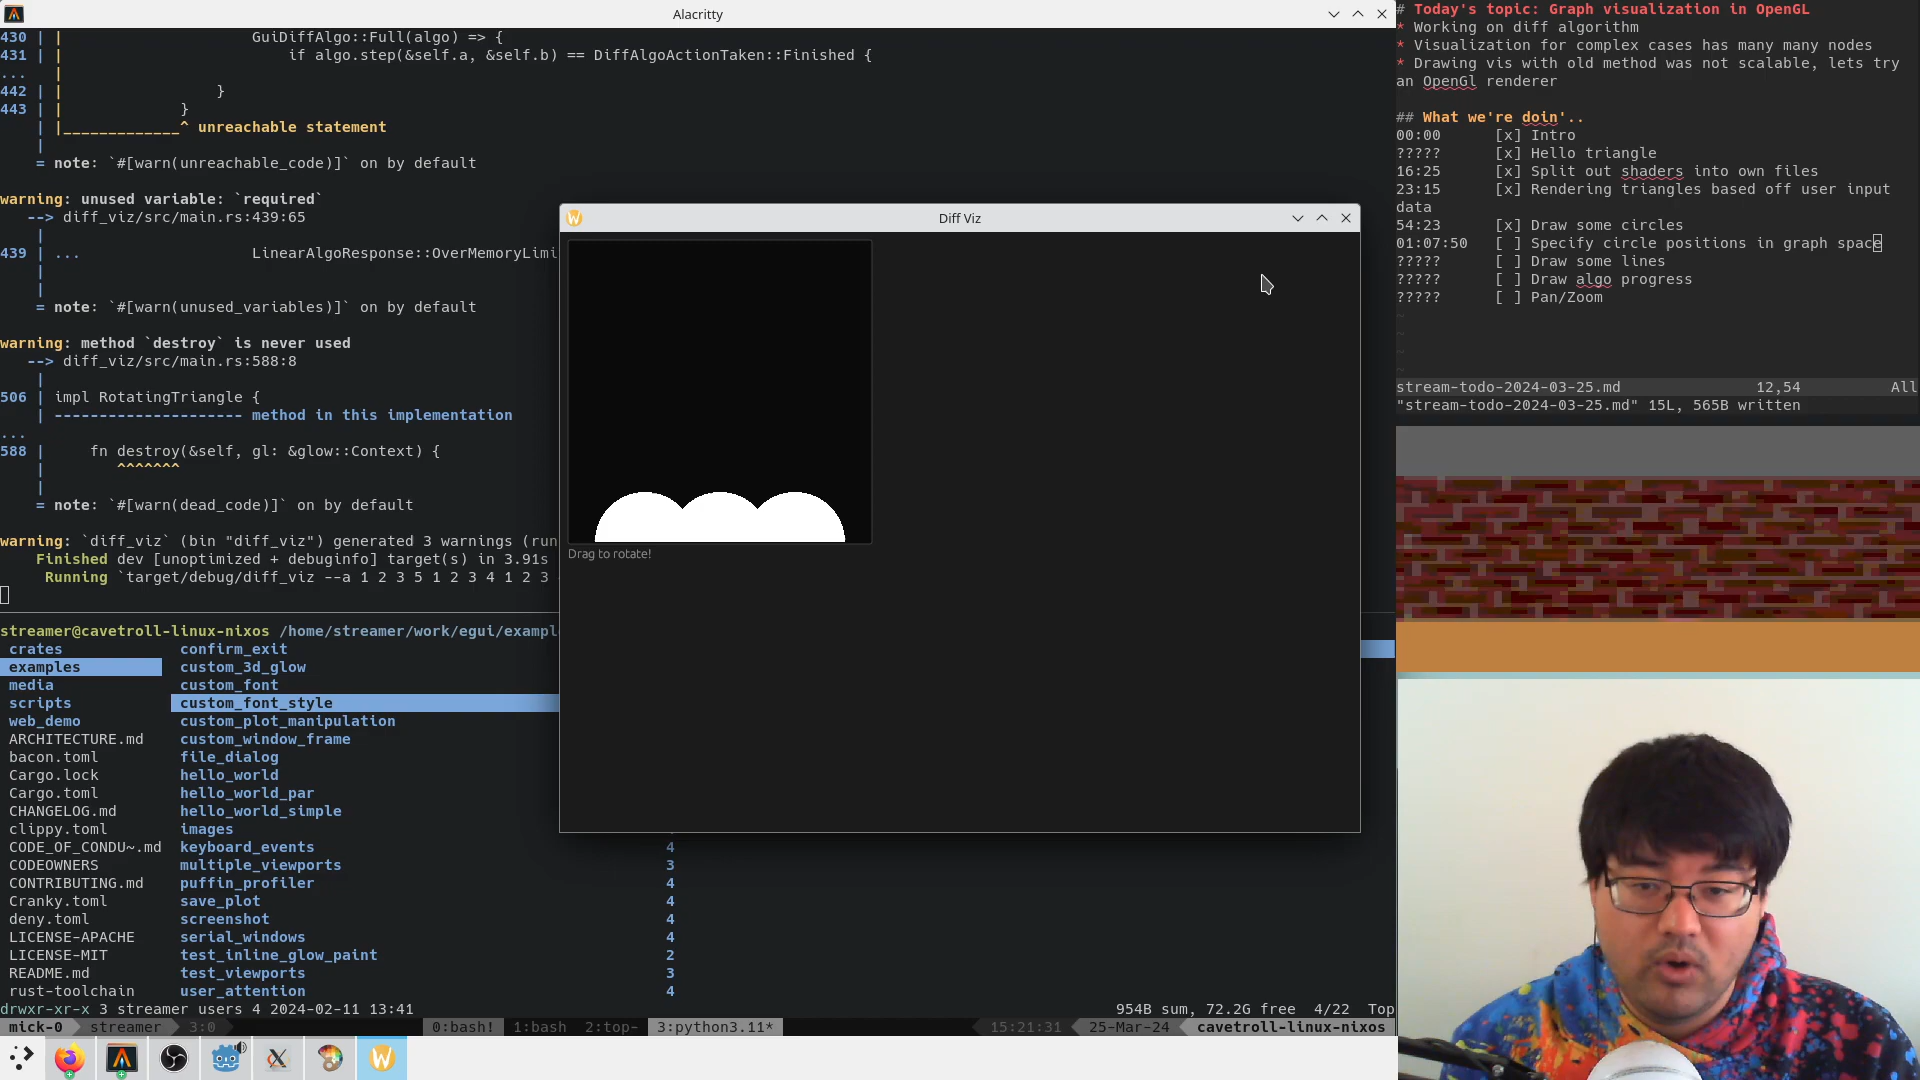 Alacritty
430 | |                     GuiDiffAlgo::Full(algo) => {
431 | |                         if algo.step(&self.a, &self.b) == DiffAlgoActionTaken::Finished {
...   |
442 | |                 }
443 | |             }
    | |_____________^ unreachable statement
    |
    = note: `#[warn(unreachable_code)]` on by default
warning: unused variable: `required`
   --> diff_viz/src/main.rs:439:65
    |
439 | ...                     LinearAlgoResponse::OverMemoryLimi
    |
    |
    = note: `#[warn(unused_variables)]` on by default
warning: method `destroy` is never used
   --> diff_viz/src/main.rs:588:8
    |
506 | impl RotatingTriangle {
    | --------------------- method in this implementation
...
588 |     fn destroy(&self, gl: &glow::Context) {
    |        ^^^^^^^
    |
    = note: `#[warn(dead_code)]` on by default
warning: `diff_viz` (bin "diff_viz") generated 3 warnings (run
    Finished dev [unoptimized + debuginfo] target(s) in 3.91s
     Running `target/debug/diff_viz --a 1 2 3 5 1 2 3 4 1 2 3
Diff Viz
Drag to rotate!
streamer@cavetroll-linux-nixos /home/streamer/work/egui/exampl
crates confirm_exit
examples custom_3d_glow
media custom_font
scripts custom_font_style
web_demo custom_plot_manipulation
ARCHITECTURE.md custom_window_frame
bacon.toml file_dialog
Cargo.lock hello_world
Cargo.toml hello_world_par
CHANGELOG.md hello_world_simple
clippy.toml images
CODE_OF_CONDU~.md keyboard_events 4
CODEOWNERS multiple_viewports 3
CONTRIBUTING.md puffin_profiler 4
Cranky.toml save_plot 4
deny.toml screenshot 4
LICENSE-APACHE serial_windows 4
LICENSE-MIT test_inline_glow_paint 2
README.md test_viewports 3
rust-toolchain user_attention 4
drwxr-xr-x 3 streamer users 4 2024-02-11 13:41 954B sum, 72.2G free 4/22 Top
mick-0 streamer 3:0 0:bash! 1:bash 2:top- 3:python3.11* 15:21:31 25-Mar-24 cavetroll-linux-nixos
# Today's topic: Graph visualization in OpenGL
* Working on diff algorithm
* Visualization for complex cases has many many nodes
* Drawing vis with old method was not scalable, lets try
an OpenGl renderer
## What we're doin'..
00:00 [x] Intro
????? [x] Hello triangle
16:25 [x] Split out shaders into own files
23:15 [x] Rendering triangles based off user input
data
54:23 [x] Draw some circles
01:07:50 [ ] Specify circle positions in graph space
????? [ ] Draw some lines
????? [ ] Draw algo progress
????? [ ] Pan/Zoom
~
~
~
~
stream-todo-2024-03-25.md 12,54 All
"stream-todo-2024-03-25.md" 15L, 565B written